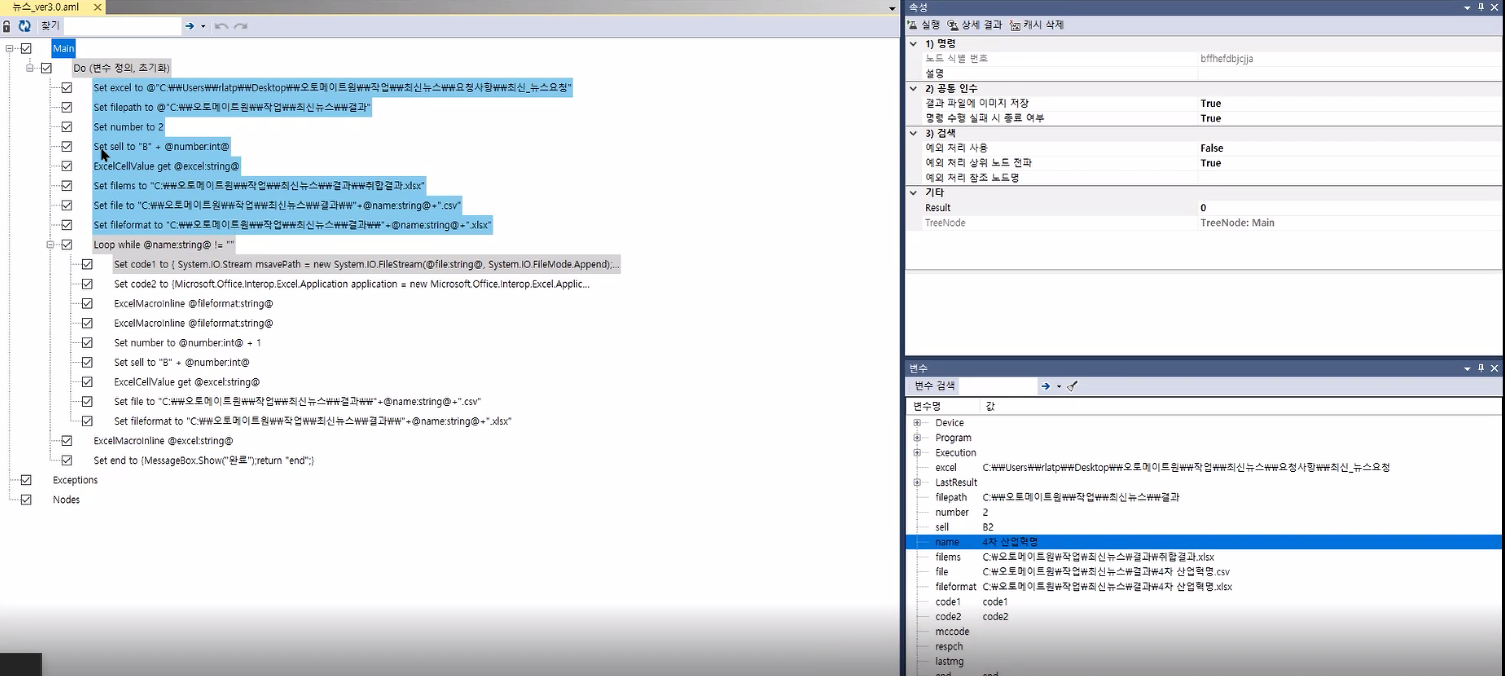 뉴스_ver3.0.aml
찾기
Main
Do (변수 정의, 초기화)
Set excel to @"C:₩₩Users₩₩rlatp₩₩Desktop₩₩오토메이트원₩₩작업₩₩최신뉴스₩₩요청사항₩₩최신_뉴스요청"
Set filepath to @"C:₩₩오토메이트원₩₩작업₩₩최신뉴스₩₩결과"
Set number to 2
Set sell to "B" + @number:int@
ExcelCellValue get @excel:string@
Set filems to "C:₩₩오토메이트원₩₩작업₩₩최신뉴스₩₩결과₩₩취합결과.xlsx"
Set file to "C:₩₩오토메이트원₩₩작업₩₩최신뉴스₩₩결과₩₩"+@name:string@+".csv"
Set fileformat to "C:₩₩오토메이트원₩₩작업₩₩최신뉴스₩₩결과₩₩"+@name:string@+".xlsx"
Loop while @name:string@ != ""
Set code1 to { System.IO.Stream msavePath = new System.IO.FileStream(@file:string@, System.IO.FileMode.Append);...
Set code2 to {Microsoft.Office.Interop.Excel.Application application = new Microsoft.Office.Interop.Excel.Applic...
ExcelMacroInline @fileformat:string@
ExcelMacroInline @fileformat:string@
Set number to @number:int@ + 1
Set sell to "B" + @number:int@
ExcelCellValue get @excel:string@
Set file to "C:₩₩오토메이트원₩₩작업₩₩최신뉴스₩₩결과₩₩"+@name:string@+".csv"
Set fileformat to "C:₩₩오토메이트원₩₩작업₩₩최신뉴스₩₩결과₩₩"+@name:string@+".xlsx"
ExcelMacroInline @excel:string@
Set end to {MessageBox.Show("완료");return "end";}
Exceptions
Nodes
속성
실행 상세 결과 캐시 삭제
1) 명령
노드 식별 번호 bffhefdbjcjja
설명
2) 공통 인수
결과 파일에 이미지 저장 True
명령 수행 실패 시 종료 여부 True
3) 검색
예외 처리 사용 False
예외 처리 상위 노드 전파 True
예외 처리 참조 노드명
기타
Result 0
TreeNode TreeNode: Main
변수
변수 검색
변수명 값
Device
Program
Execution
excel C:₩₩Users₩₩rlatp₩₩Desktop₩₩오토메이트원₩₩작업₩₩최신뉴스₩₩요청사항₩₩최신_뉴스요청
LastResult
filepath C:₩₩오토메이트원₩₩작업₩₩최신뉴스₩₩결과
number 2
sell B2
name 4차 산업혁명
filems C:₩오토메이트원₩작업₩최신뉴스₩결과₩취합결과.xlsx
file C:₩오토메이트원₩작업₩최신뉴스₩결과₩4차 산업혁명.csv
fileformat C:₩오토메이트원₩작업₩최신뉴스₩결과₩4차 산업혁명.xlsx
code1 code1
code2 code2
mccode
respch
lastmg
end end